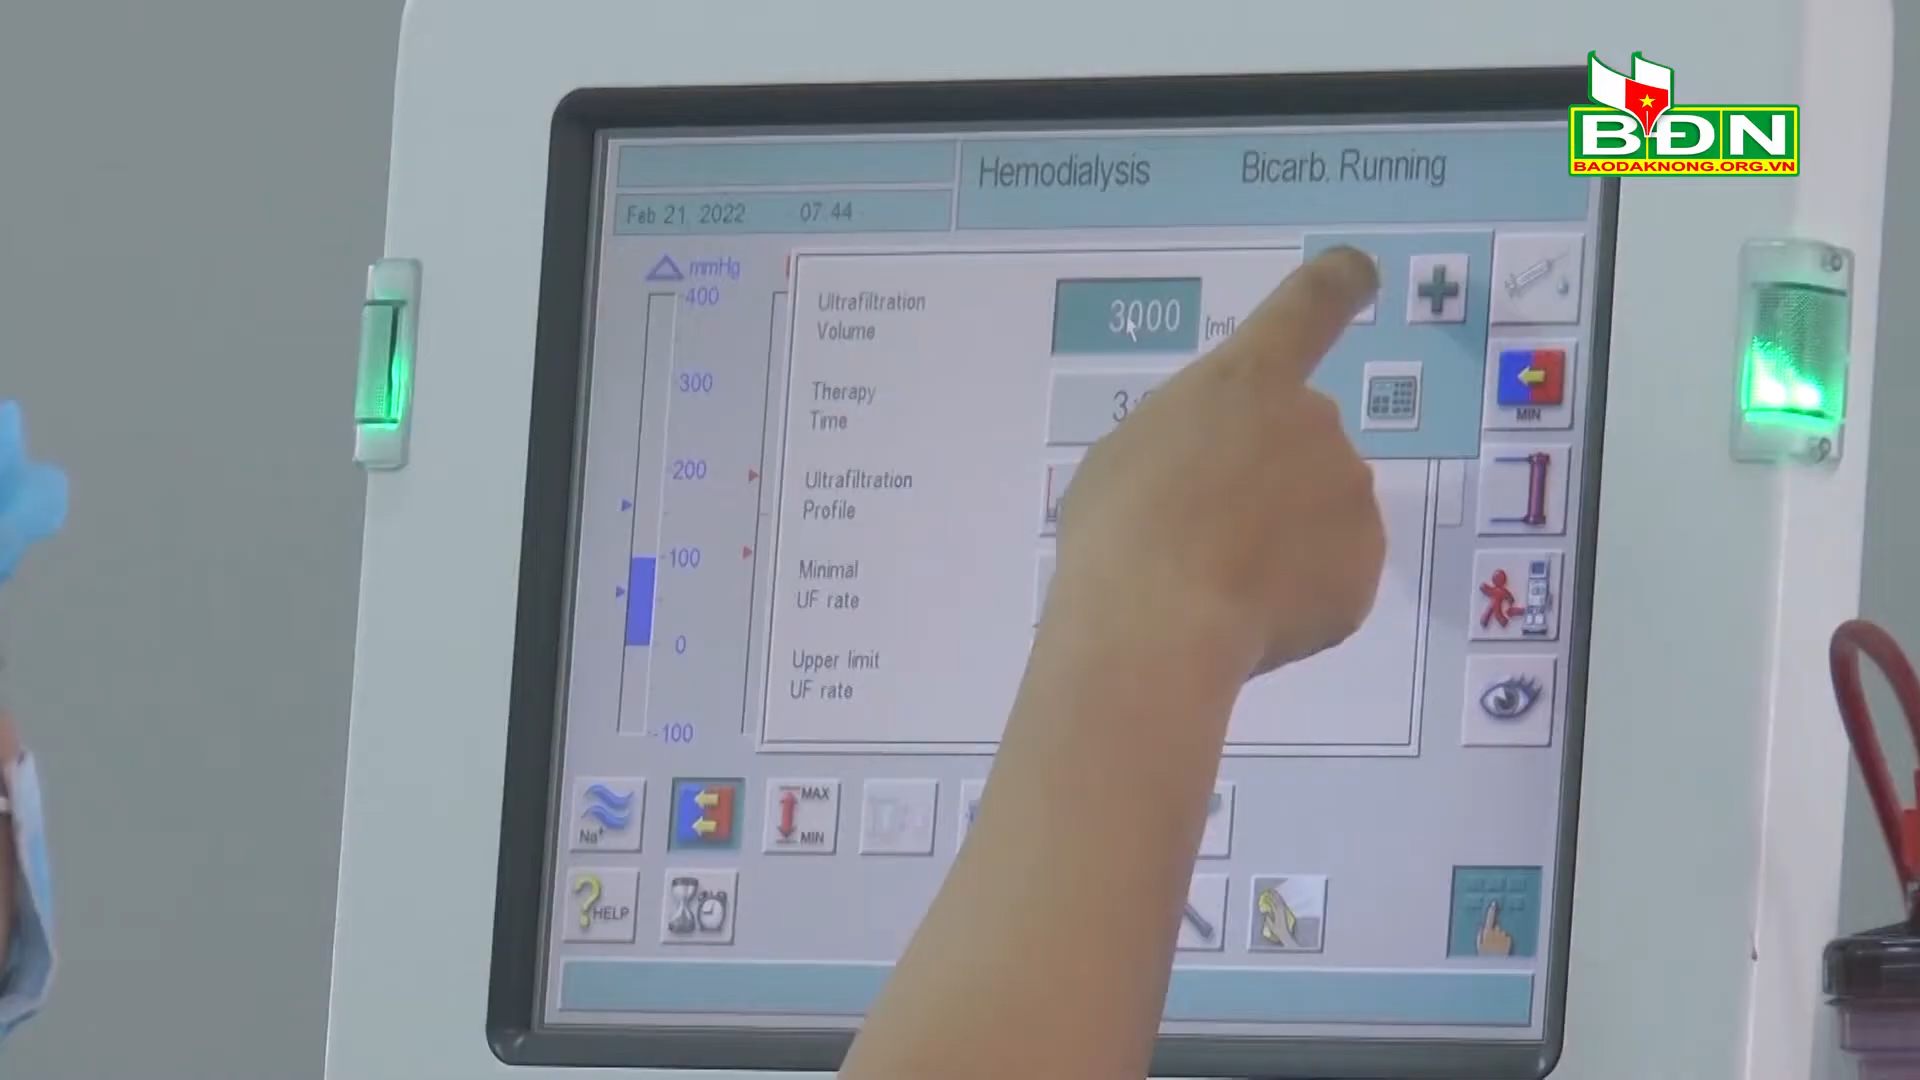 BĐN
BAODAKNONG.ORG.VN
Hemodialysis Bicarb. Running
Feb 21, 2022 07:44
mmHg
400
300
200
100
0
-100
Ultrafiltration
Volume
3000 [ml]
Therapy
Time
Ultrafiltration
Profile
Minimal
UF rate
Upper limit
UF rate
MIN
Na+
MAX
MIN
? HELP